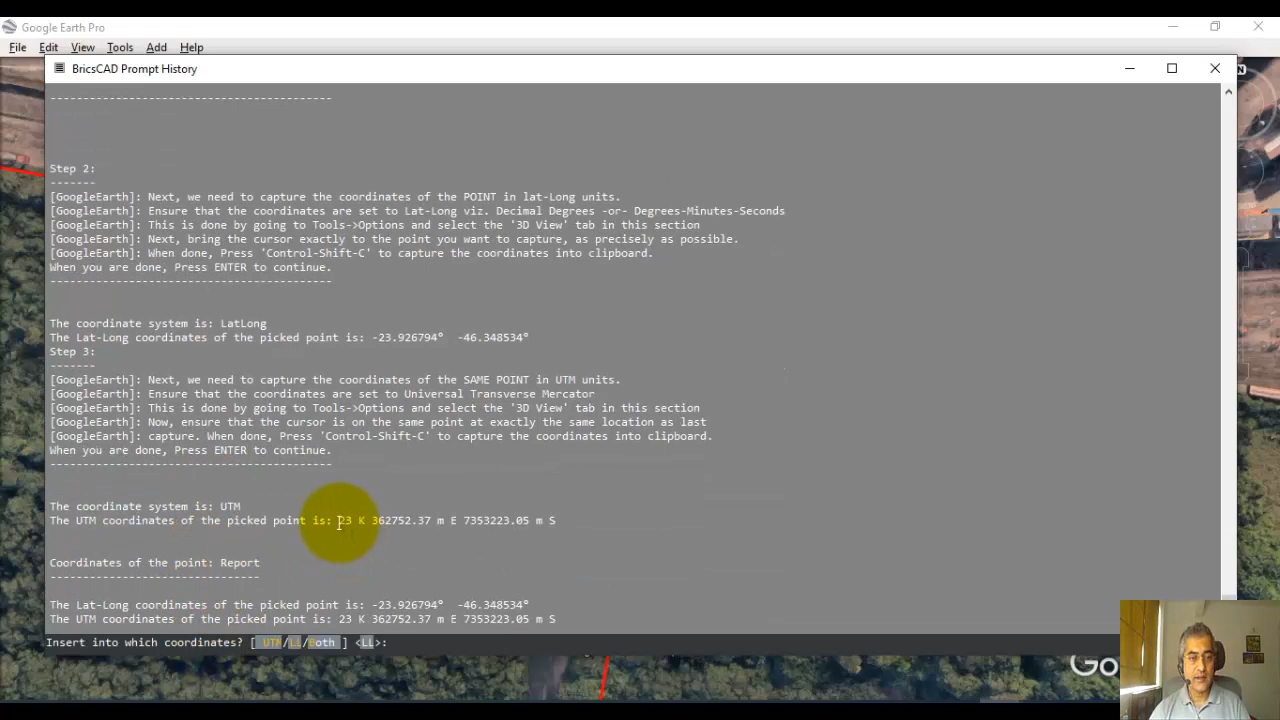 Google Earth Pro
File Edit View Tools Add Help
BricsCAD Prompt History
N
-------------------------------------------
Step 2:
-------
[GoogleEarth]: Next, we need to capture the coordinates of the POINT in lat-Long units.
[GoogleEarth]: Ensure that the coordinates are set to Lat-Long viz. Decimal Degrees -or- Degrees-Minutes-Seconds
[GoogleEarth]: This is done by going to Tools->Options and select the '3D View' tab in this section
[GoogleEarth]: Next, bring the cursor exactly to the point you want to capture, as precisely as possible.
[GoogleEarth]: When done, Press 'Control-Shift-C' to capture the coordinates into clipboard.
When you are done, Press ENTER to continue.
-------------------------------------------
The coordinate system is: LatLong
The Lat-Long coordinates of the picked point is: -23.926794° -46.348534°
Step 3:
-------
[GoogleEarth]: Next, we need to capture the coordinates of the SAME POINT in UTM units.
[GoogleEarth]: Ensure that the coordinates are set to Universal Transverse Mercator
[GoogleEarth]: This is done by going to Tools->Options and select the '3D View' tab in this section
[GoogleEarth]: Now, ensure that the cursor is on the same point at exactly the same location as last
[GoogleEarth]: capture. When done, Press 'Control-Shift-C' to capture the coordinates into clipboard.
When you are done, Press ENTER to continue.
-------------------------------------------
The coordinate system is: UTM
The UTM coordinates of the picked point is: 23 K 362752.37 m E 7353223.05 m S
Coordinates of the point: Report
--------------------------------
The Lat-Long coordinates of the picked point is: -23.926794° -46.348534°
The UTM coordinates of the picked point is: 23 K 362752.37 m E 7353223.05 m S
Insert into which coordinates? [ UTM/Ll/Both ] <LL>:
Go